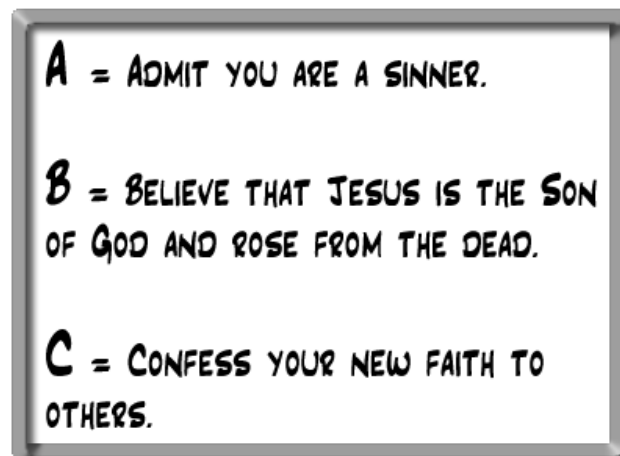 A = Admit you are a sinner.
B = Believe that Jesus is the Son
of God and rose from the dead.
C = Confess your new faith to
others.